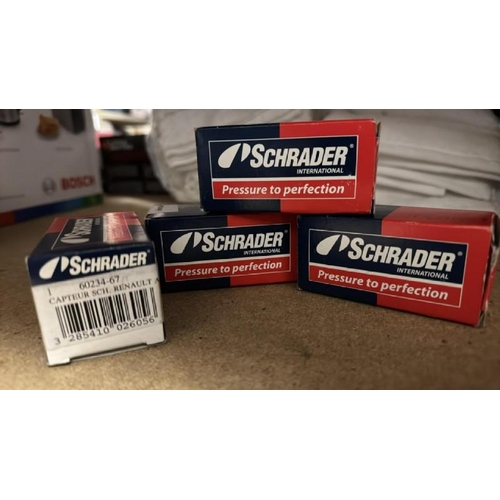 BOSCH
SCHRADER
INTERNATIONAL
Pressure to perfection
SCHRADER
INTERNATIONAL
Pressure to perfection
SCHRADER
INTERNATIONAL
Pressure to perfection
SCHRADER
1 60234-67
CAPTEUR SCH. RENAULT A
3 285410 026056